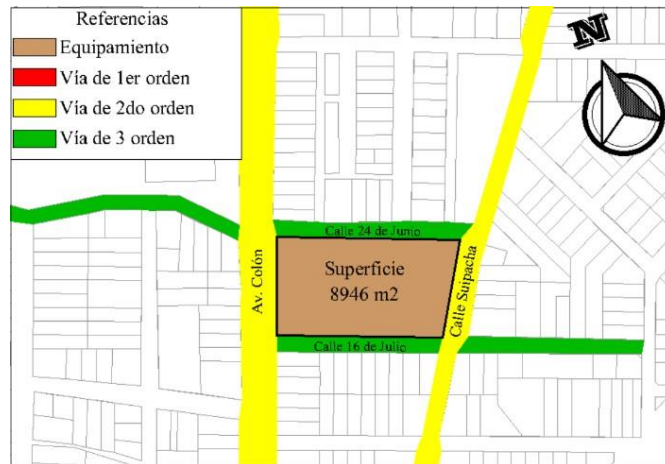 Referencias
Equipamiento
Vía de 1er orden
Vía de 2do orden
Vía de 3 orden
N
Calle 24 de Junio
Superficie
8946 m2
Av. Colón
Calle Suipacha
Calle 16 de Julio